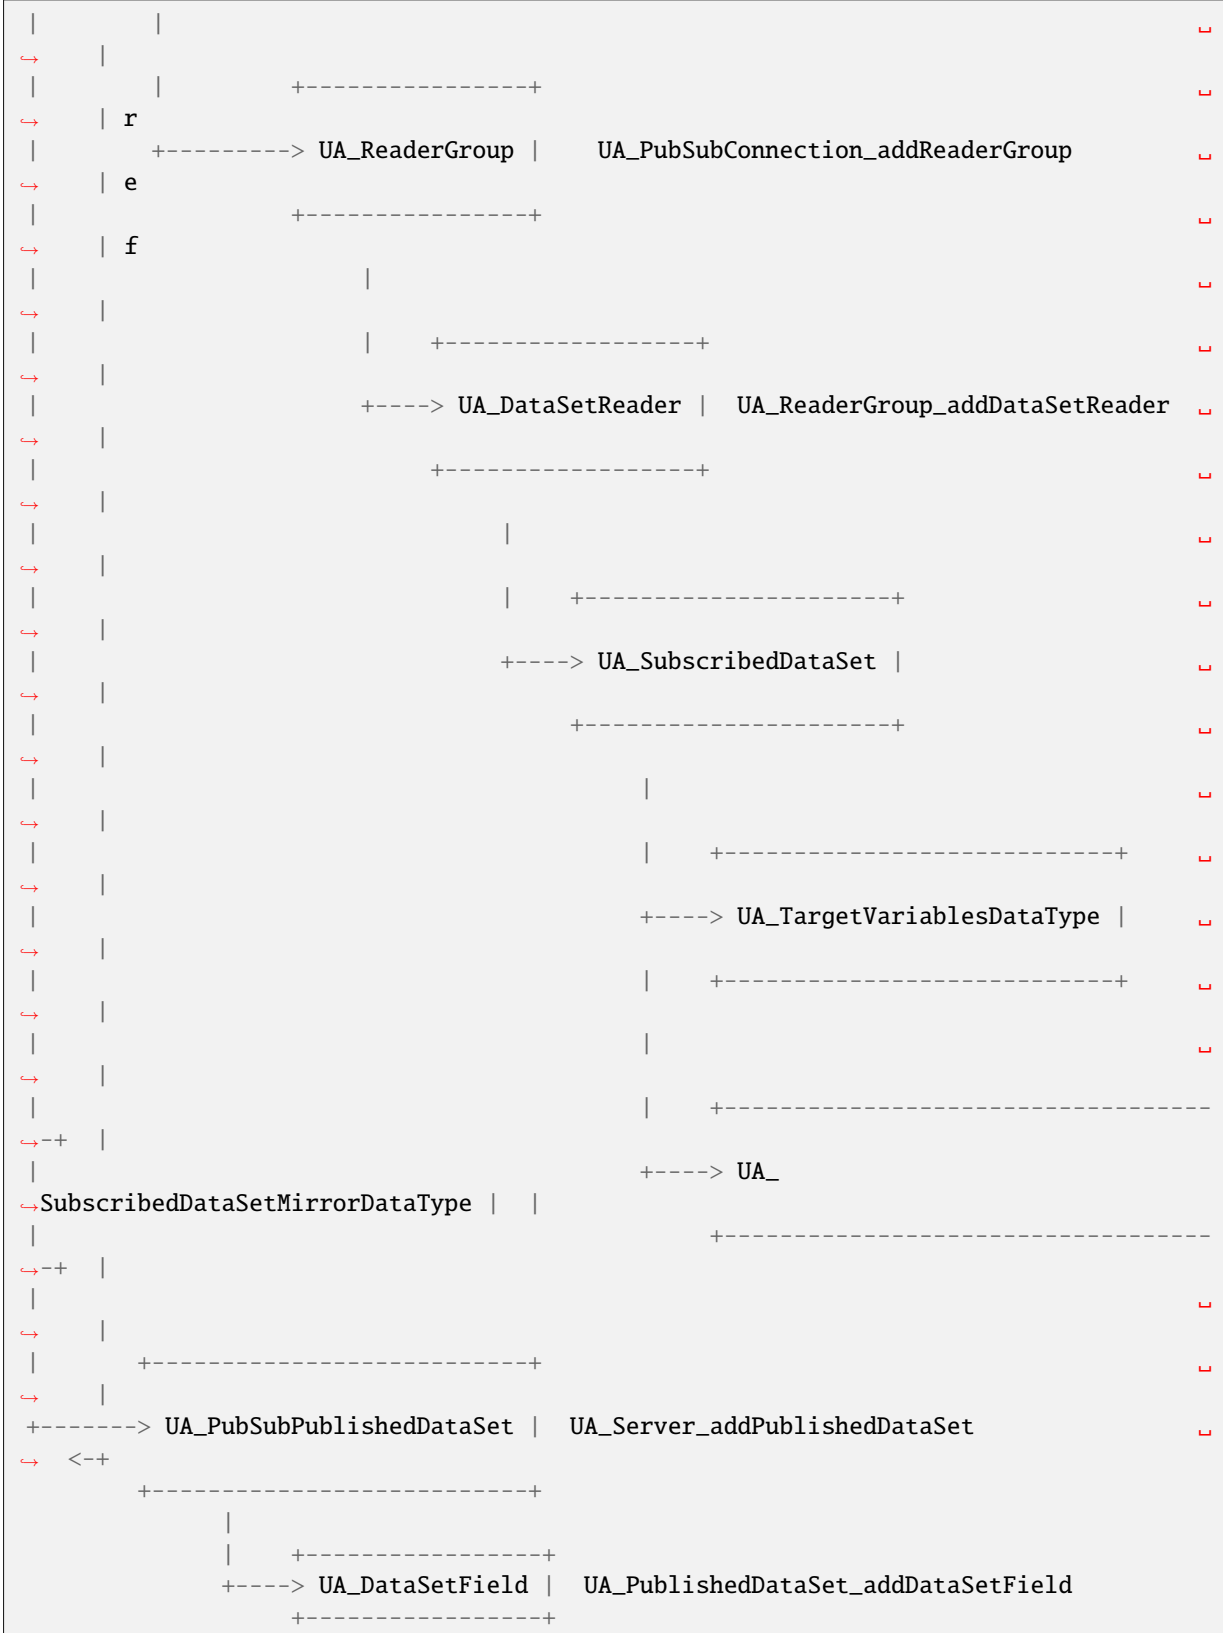 |        |                                                                          ␣
↪    |
|        |         +----------------+                                               ␣
↪    | r
|        +---------> UA_ReaderGroup |    UA_PubSubConnection_addReaderGroup         ␣
↪    | e
|                  +----------------+                                               ␣
↪    | f
|                       |                                                           ␣
↪    |
|                       |    +------------------+                                   ␣
↪    |
|                       +----> UA_DataSetReader |  UA_ReaderGroup_addDataSetReader  ␣
↪    |
|                            +------------------+                                   ␣
↪    |
|                                 |                                                 ␣
↪    |
|                                 |    +----------------------+                     ␣
↪    |
|                                 +----> UA_SubscribedDataSet |                     ␣
↪    |
|                                      +----------------------+                     ␣
↪    |
|                                           |                                       ␣
↪    |
|                                           |    +----------------------------+     ␣
↪    |
|                                           +----> UA_TargetVariablesDataType |     ␣
↪    |
|                                           |    +----------------------------+     ␣
↪    |
|                                           |                                       ␣
↪    |
|                                           |    +-----------------------------------
↪-+  |
|                                           +----> UA_
↪SubscribedDataSetMirrorDataType |  |
|                                                +-----------------------------------
↪-+  |
|                                                                                   ␣
↪    |
|       +---------------------------+                                               ␣
↪    |
+-------> UA_PubSubPublishedDataSet |  UA_Server_addPublishedDataSet                ␣
↪  <-+
        +---------------------------+
              |
              |    +-----------------+
              +----> UA_DataSetField |  UA_PublishedDataSet_addDataSetField
                   +-----------------+